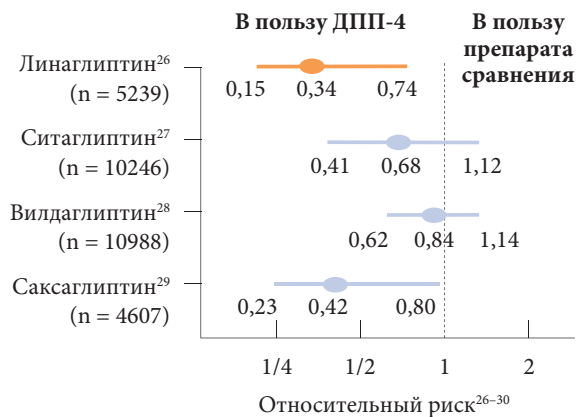 В пользу ДПП-4
В пользу
препарата
сравнения
Линаглиптин²⁶
(n = 5239)
0,15 0,34 0,74
Ситаглиптин²⁷
(n = 10246)
0,41 0,68 1,12
Вилдаглиптин²⁸
(n = 10988)
0,62 0,84 1,14
Саксаглиптин²⁹
(n = 4607)
0,23 0,42 0,80
1/4 1/2 1 2
Относительный риск²⁶⁻³⁰